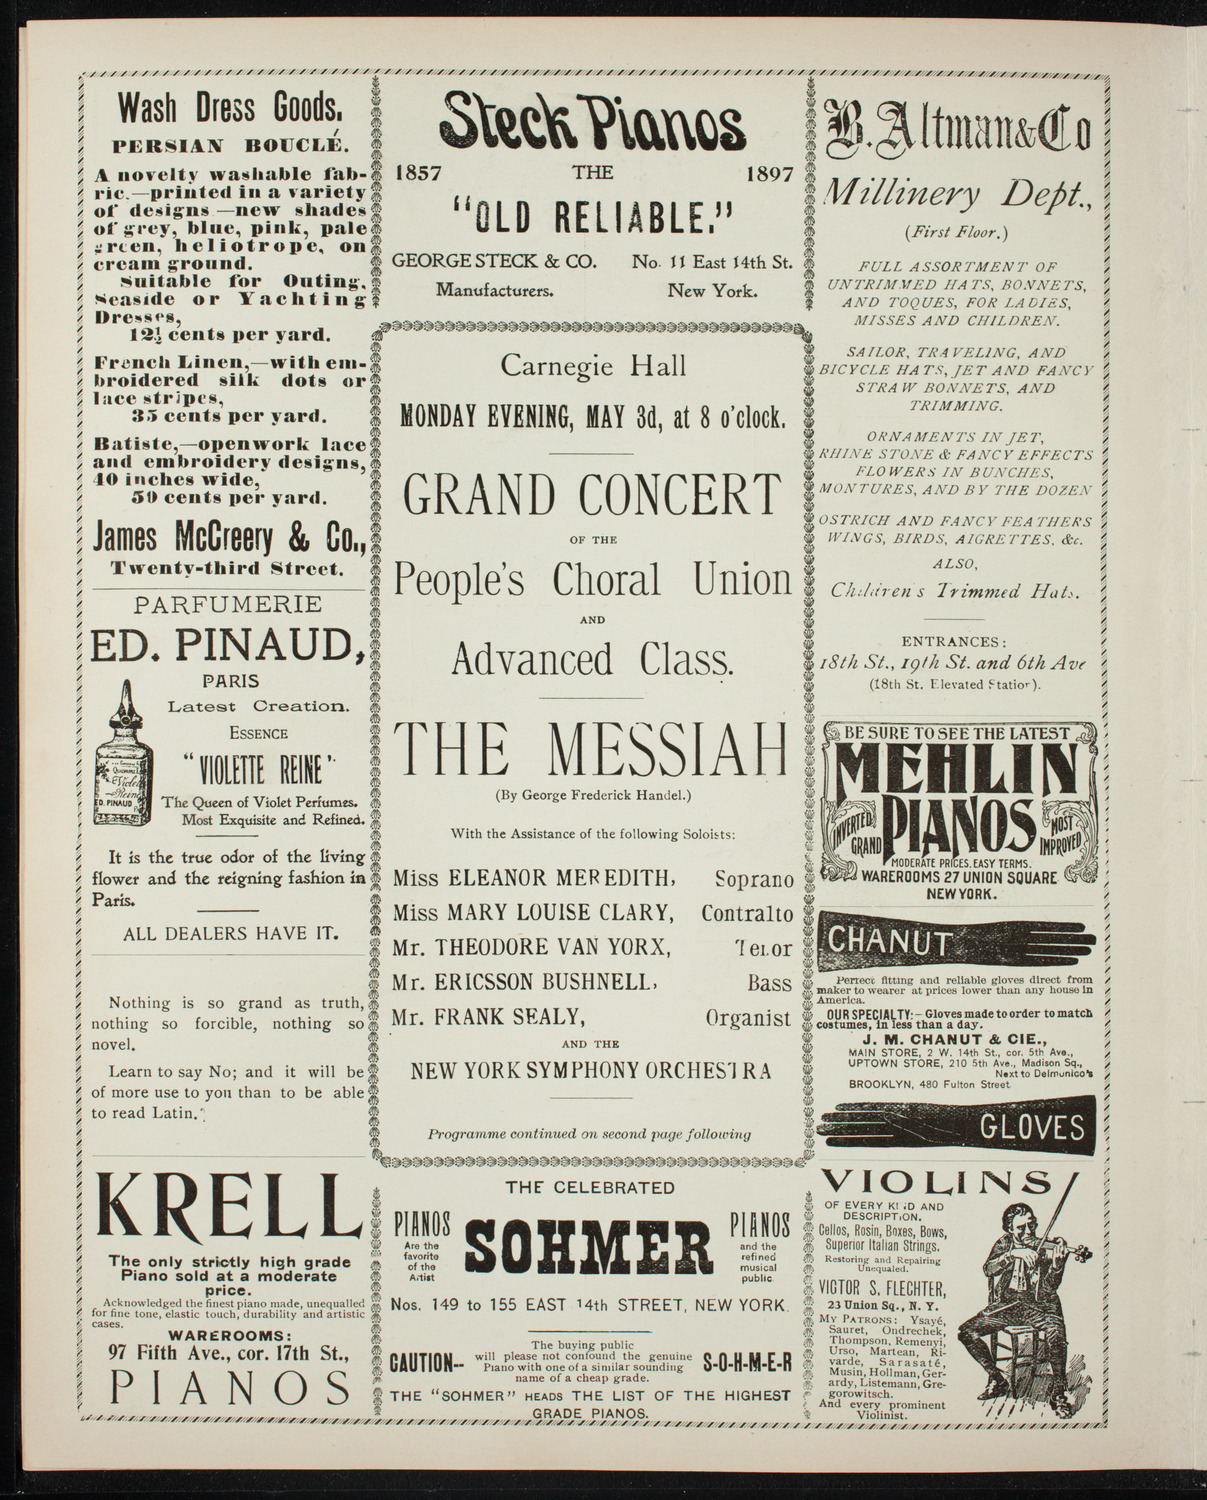 Wash Dress Goods.
PERSIAN BOUCLÉ.
A novelty washable fab-
ric.—printed in a variety
of designs—new shades
of grey, blue, pink, pale
green, heliotrope, on
cream ground.
Suitable for Outing,
Seaside or Yachting
Dresses,
12½ cents per yard.
French Linen,—with em-
broidered silk dots or
lace stripes,
35 cents per yard.
Batiste,—openwork lace
and embroidery designs,
40 inches wide,
50 cents per yard.
James McCreery & Co.,
Twenty-third Street.
PARFUMERIE
ED. PINAUD,
PARIS
Latest Creation.
ESSENCE
"VIOLETTE REINE"
The Queen of Violet Perfumes.
Most Exquisite and Refined.
Violette
Reine
ED. PINAUD
It is the true odor of the living
flower and the reigning fashion in
Paris.
ALL DEALERS HAVE IT.
Nothing is so grand as truth,
nothing so forcible, nothing so
novel.
Learn to say No; and it will be
of more use to you than to be able
to read Latin.
KRELL
The only strictly high grade
Piano sold at a moderate
price.
Acknowledged the finest piano made, unequalled
for fine tone, elastic touch, durability and artistic
cases.
WAREROOMS:
97 Fifth Ave., cor. 17th St.,
PIANOS
Steck Pianos
1857 THE 1897
"OLD RELIABLE."
GEORGE STECK & CO. No. 11 East 14th St.
Manufacturers. New York.
Carnegie Hall
MONDAY EVENING, MAY 3d, at 8 o'clock.
GRAND CONCERT
OF THE
People's Choral Union
AND
Advanced Class.
THE MESSIAH
(By George Frederick Handel.)
With the Assistance of the following Soloists:
Miss ELEANOR MEREDITH, Soprano
Miss MARY LOUISE CLARY, Contralto
Mr. THEODORE VAN YORX, Tenor
Mr. ERICSSON BUSHNELL, Bass
Mr. FRANK SEALY, Organist
AND THE
NEW YORK SYMPHONY ORCHESTRA
Programme continued on second page following
THE CELEBRATED
PIANOS SOHMER PIANOS
Are the
favorite
of the
Artist
and the
refined
musical
public
Nos. 149 to 155 EAST 14th STREET, NEW YORK.
CAUTION-- The buying public
will please not confound the genuine
Piano with one of a similar sounding
name of a cheap grade. S-O-H-M-E-R
THE "SOHMER" HEADS THE LIST OF THE HIGHEST
GRADE PIANOS.
B. Altman & Co
Millinery Dept.,
(First Floor.)
FULL ASSORTMENT OF
UNTRIMMED HATS, BONNETS,
AND TOQUES, FOR LADIES,
MISSES AND CHILDREN.
SAILOR, TRAVELING, AND
BICYCLE HATS, JET AND FANCY
STRAW BONNETS, AND
TRIMMING.
ORNAMENTS IN JET,
RHINE STONE & FANCY EFFECTS
FLOWERS IN BUNCHES,
MONTURES, AND BY THE DOZEN
OSTRICH AND FANCY FEATHERS
WINGS, BIRDS, AIGRETTES, &c.
ALSO,
Children's Trimmed Hats.
ENTRANCES:
18th St., 19th St. and 6th Ave
(18th St. Elevated Station).
BE SURE TO SEE THE LATEST
MEHLIN
PIANOS
INVERTED
GRAND
MOST
IMPROVED
MODERATE PRICES. EASY TERMS.
WAREROOMS 27 UNION SQUARE
NEW YORK.
CHANUT
Perfect fitting and reliable gloves direct from
maker to wearer at prices lower than any house in
America.
OUR SPECIALTY:—Gloves made to order to match
costumes, in less than a day.
J. M. CHANUT & CIE.,
MAIN STORE, 2 W. 14th St., cor. 5th Ave.,
UPTOWN STORE, 210 5th Ave., Madison Sq.,
Next to Delmonico's
BROOKLYN, 480 Fulton Street
GLOVES
VIOLINS
OF EVERY KIND AND
DESCRIPTION.
Cellos, Rosin, Boxes, Bows,
Superior Italian Strings.
Restoring and Repairing
Unequaled.
VICTOR S. FLECHTER,
23 Union Sq., N. Y.
MY PATRONS: Ysayé,
Sauret, Ondrechek,
Thompson, Remenyi,
Urso, Martean, Ri-
varde, Sarasaté,
Musin, Hollman, Ger-
ardy, Listemann, Gre-
gorowitsch.
And every prominent
Violinist.